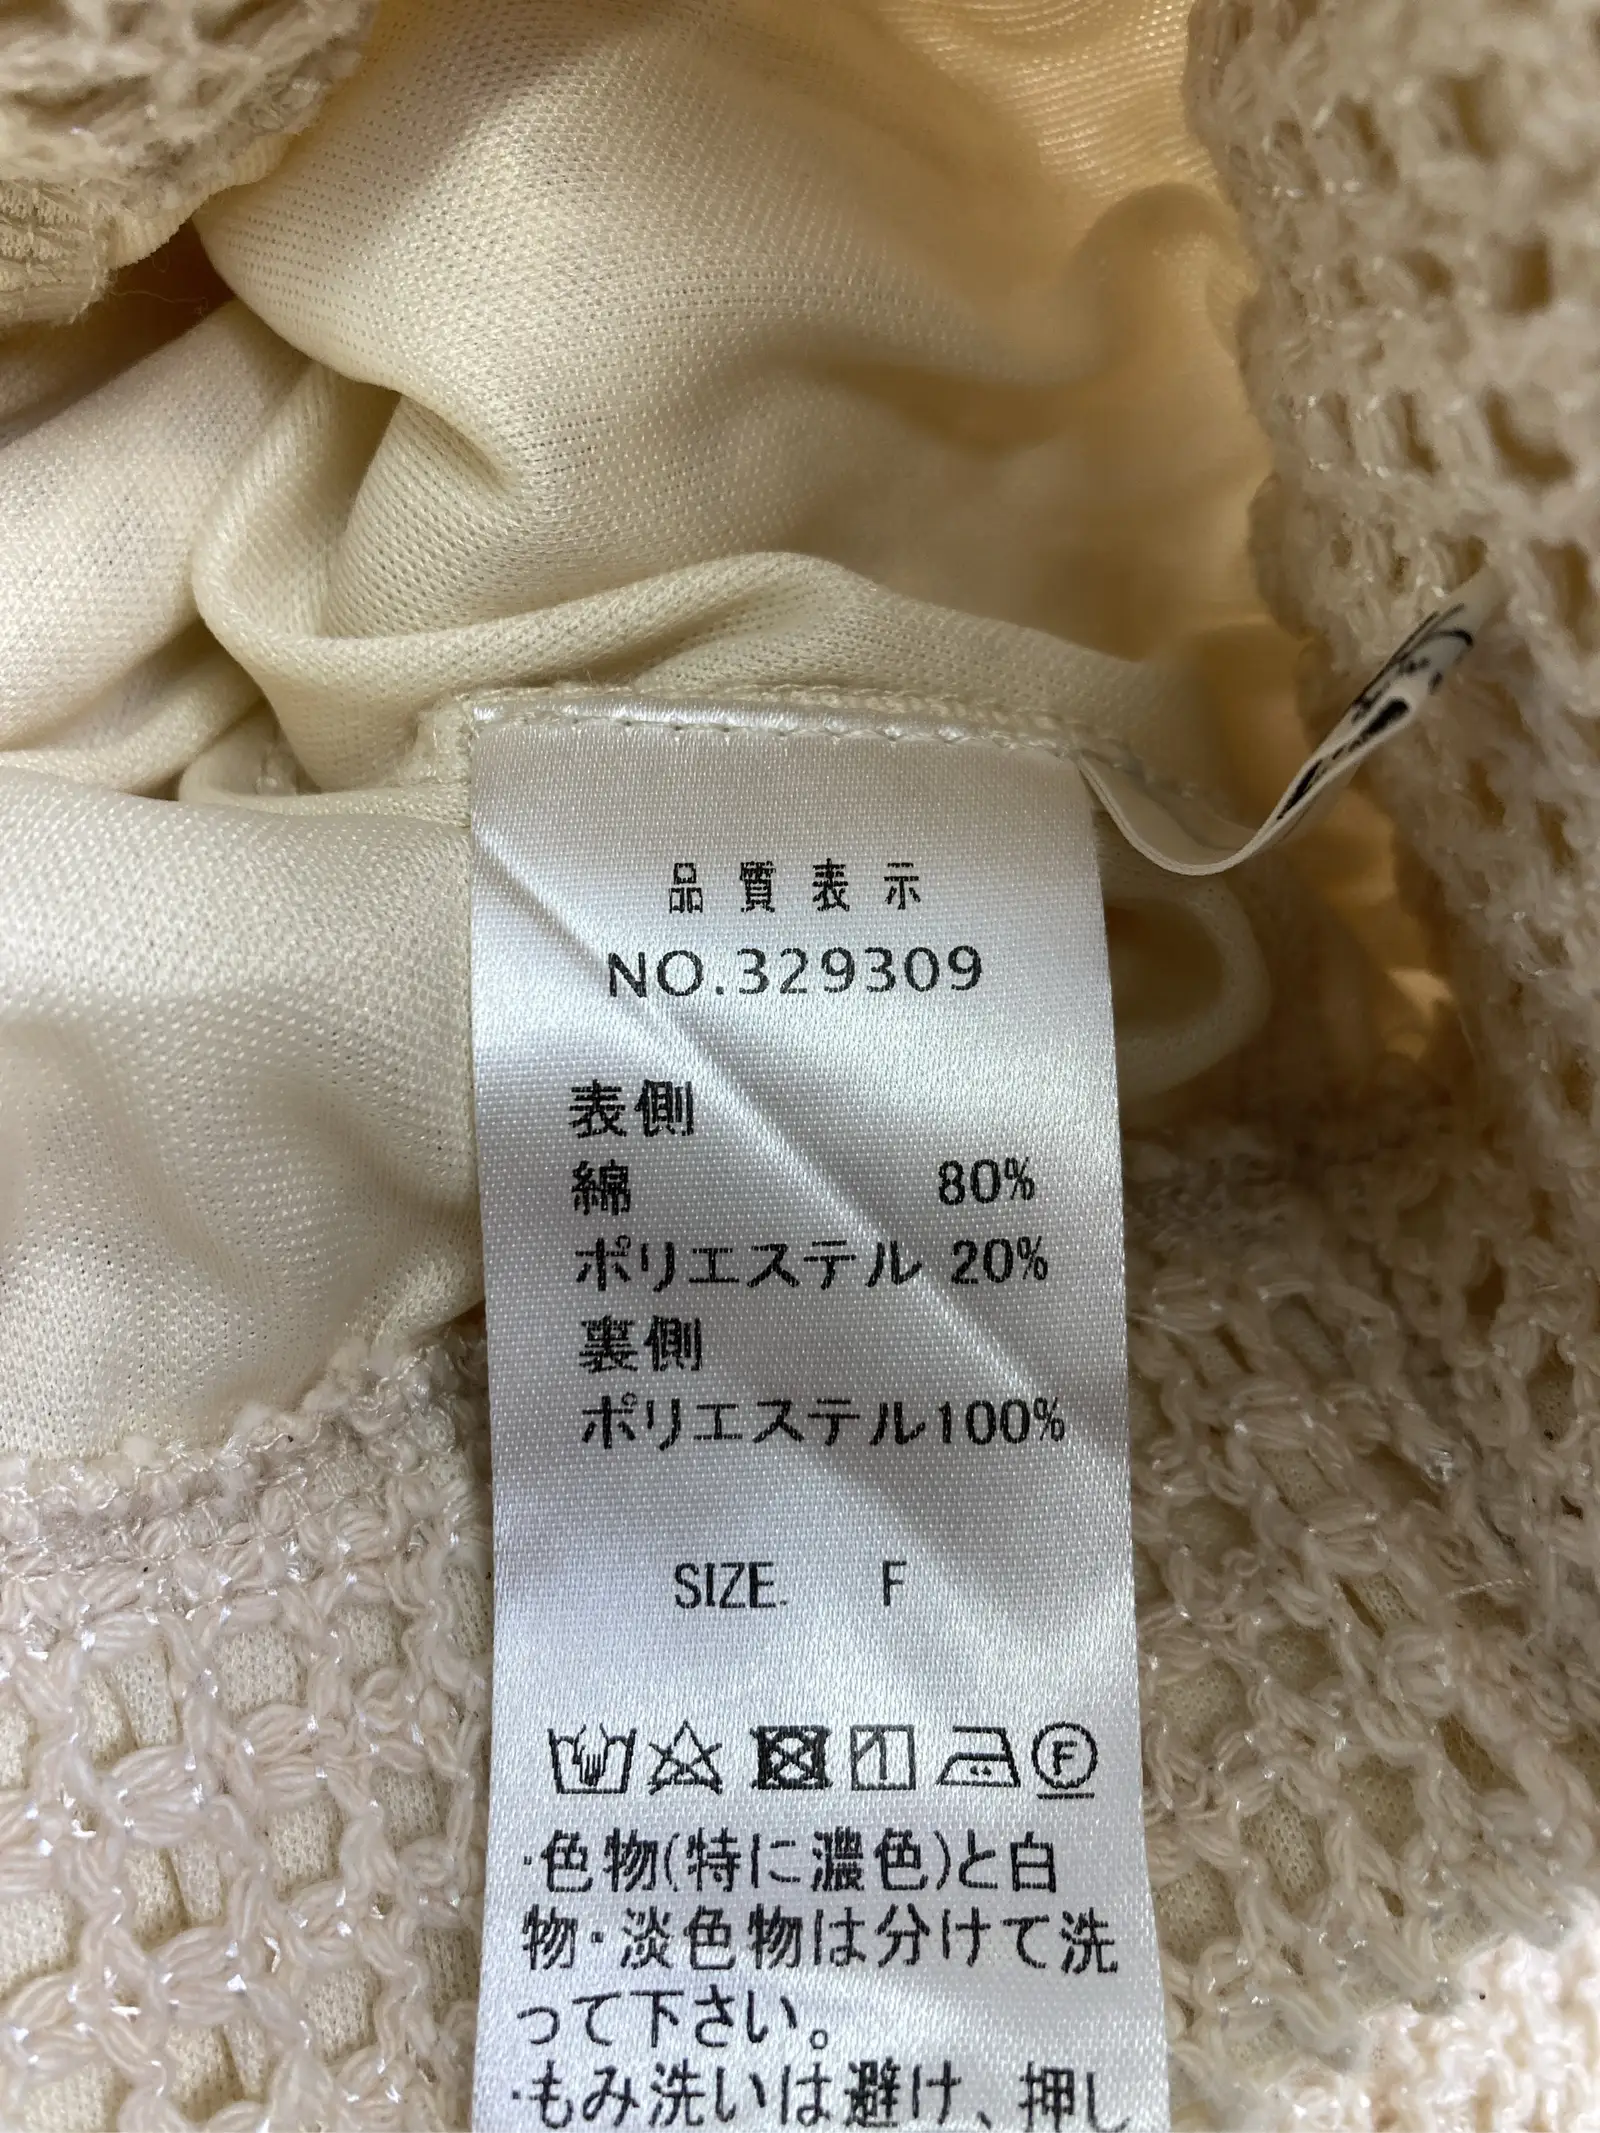 品質表示
NO.329309
表側
綿 80%
ポリエステル 20%
裏側
ポリエステル100%
SIZE. F
F
・色物(特に濃色)と白
物・淡色物は分けて洗
って下さい。
・もみ洗いは避け、押し